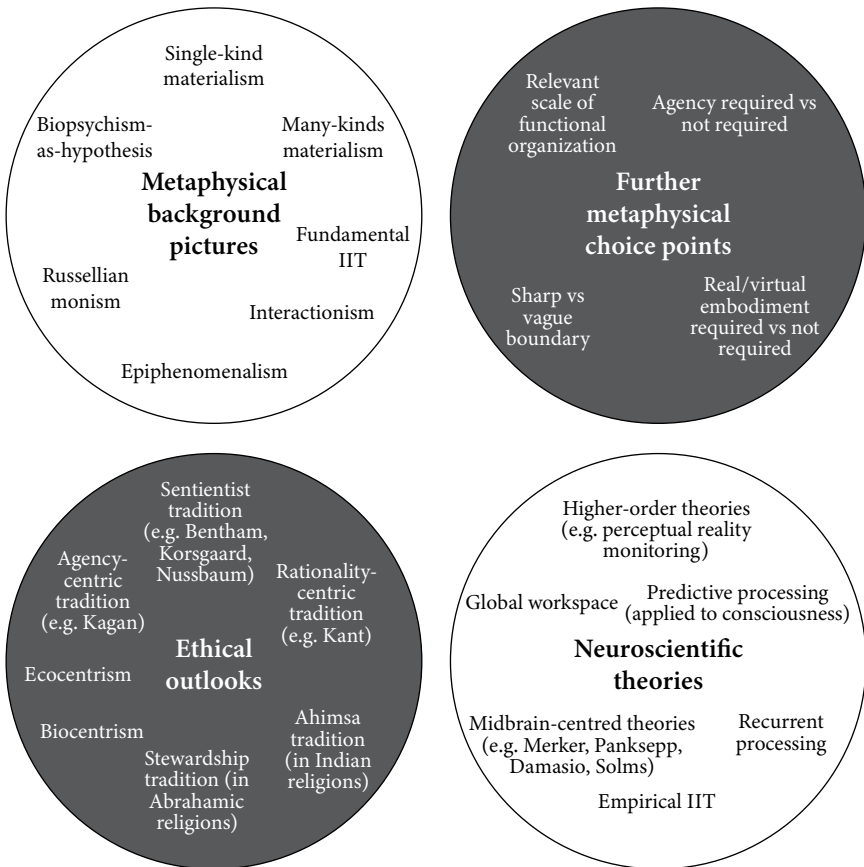 Single-kind
materialism
Biopsychism-
as-hypothesis
Many-kinds
materialism
Metaphysical
background
pictures
Fundamental
IIT
Russellian
monism
Interactionism
Epiphenomenalism
Relevant
scale of
functional
organization
Agency required vs
not required
Further
metaphysical
choice points
Sharp vs
vague
boundary
Real/virtual
embodiment
required vs not
required
Sentientist
tradition
(e.g. Bentham,
Korsgaard,
Nussbaum)
Agency-
centric
tradition
(e.g. Kagan)
Rationality-
centric
tradition
(e.g. Kant)
Ethical
outlooks
Ecocentrism
Biocentrism
Ahimsa
tradition
(in Indian
religions)
Stewardship
tradition (in
Abrahamic
religions)
Higher-order theories
(e.g. perceptual reality
monitoring)
Global workspace
Predictive processing
(applied to consciousness)
Neuroscientific
theories
Midbrain-centred theories
(e.g. Merker, Panksepp,
Damasio, Solms)
Recurrent
processing
Empirical IIT